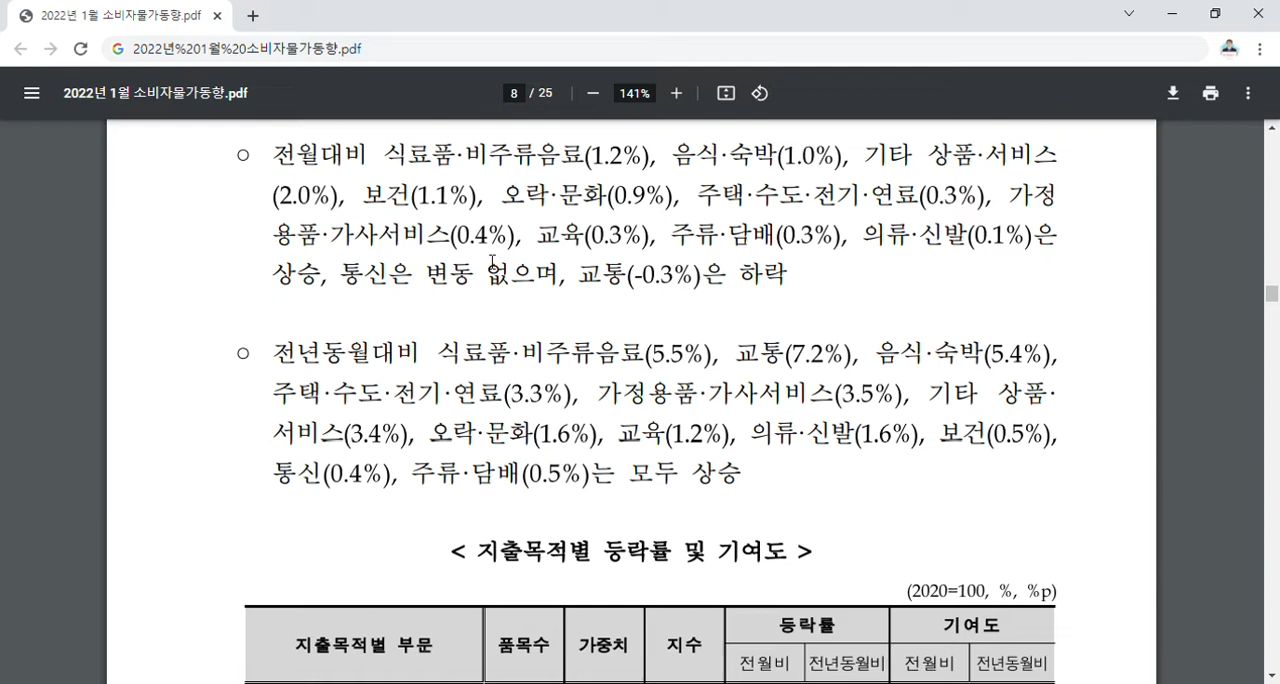 2022년 1월 소비자물가동향.pdf
2022년%201월%20소비자물가동향.pdf
2022년 1월 소비자물가동향.pdf 8 / 25 141%
○ 전월대비 식료품·비주류음료(1.2%), 음식·숙박(1.0%), 기타 상품·서비스
(2.0%), 보건(1.1%), 오락·문화(0.9%), 주택·수도·전기·연료(0.3%), 가정
용품·가사서비스(0.4%), 교육(0.3%), 주류·담배(0.3%), 의류·신발(0.1%)은
상승, 통신은 변동 없으며, 교통(-0.3%)은 하락
○ 전년동월대비 식료품·비주류음료(5.5%), 교통(7.2%), 음식·숙박(5.4%),
주택·수도·전기·연료(3.3%), 가정용품·가사서비스(3.5%), 기타 상품·
서비스(3.4%), 오락·문화(1.6%), 교육(1.2%), 의류·신발(1.6%), 보건(0.5%),
통신(0.4%), 주류·담배(0.5%)는 모두 상승
< 지출목적별 등락률 및 기여도 >
(2020=100, %, %p)
지출목적별 부문 품목수 가중치 지수 등락률 기여도
전월비 전년동월비 전월비 전년동월비